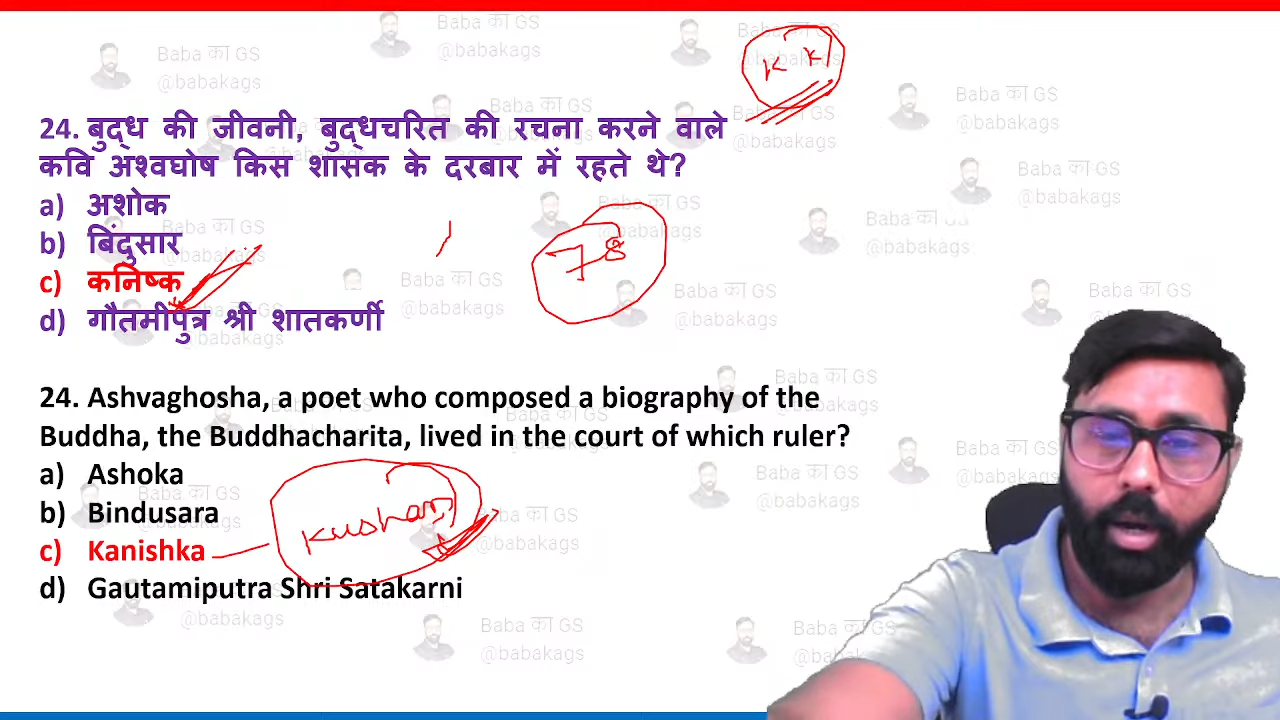 24. बुद्ध की जीवनी, बुद्धचरित की रचना करने वाले
कवि अश्वघोष किस शासक के दरबार में रहते थे?
a) अशोक
b) बिंदुसार
c) कनिष्क
d) गौतमीपुत्र श्री शातकर्णी
K K
78
24. Ashvaghosha, a poet who composed a biography of the
Buddha, the Buddhacharita, lived in the court of which ruler?
a) Ashoka
b) Bindusara
c) Kanishka
d) Gautamiputra Shri Satakarni
Kushan
Baba का GS
@babakags